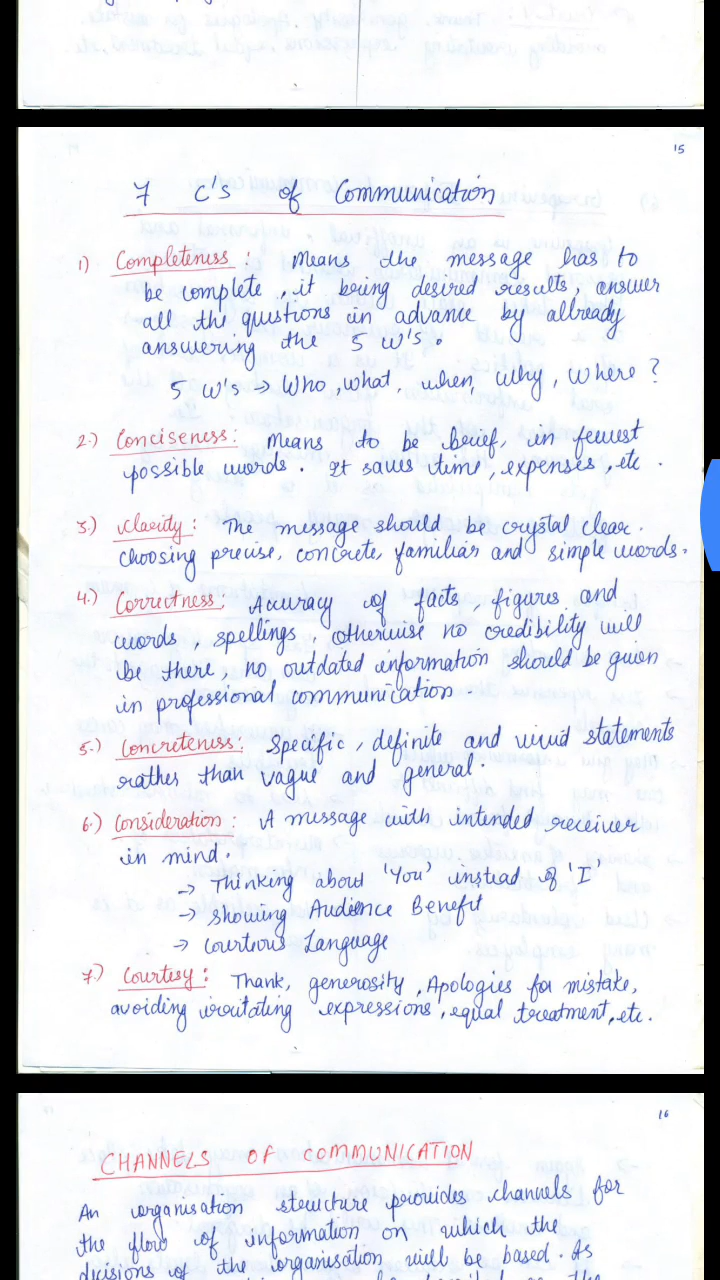 15
7 C's of Communication
1) Completeness : Means the message has to
be complete, it bring desired results, answer
all the qustions in advance by allready
answering the 5 W's.
5 W's → Who, what, when, Why, Where ?
2.) Conciseness : Means to be breif, in fewest
possible words. It saves time, expenses, etc.
3.) Clarity : The message should be crystal clear.
choosing precise, concrete, familiar and simple words.
4.) Correctness : Accuracy of facts, figures and
words, spellings, otherwise no credibility will
be there, no outdated information should be given
in professional communication.
5.) Concreteness : Specific, definite and vivid statements
rather than vague and general.
6.) Consideration : A message with intended receiver
in mind.
→ Thinking about 'You' instead of 'I'
→ Showing Audience Benefit
→ Courtious Language
7) Courtesy : Thank, generosity, Apologies for mistake,
avoiding irritating expressions, equal treatment, etc.
16
CHANNELS OF COMMUNICATION
An organisation structure provides channels for
the flow of information on which the
dicisions of the organisation will be based. As